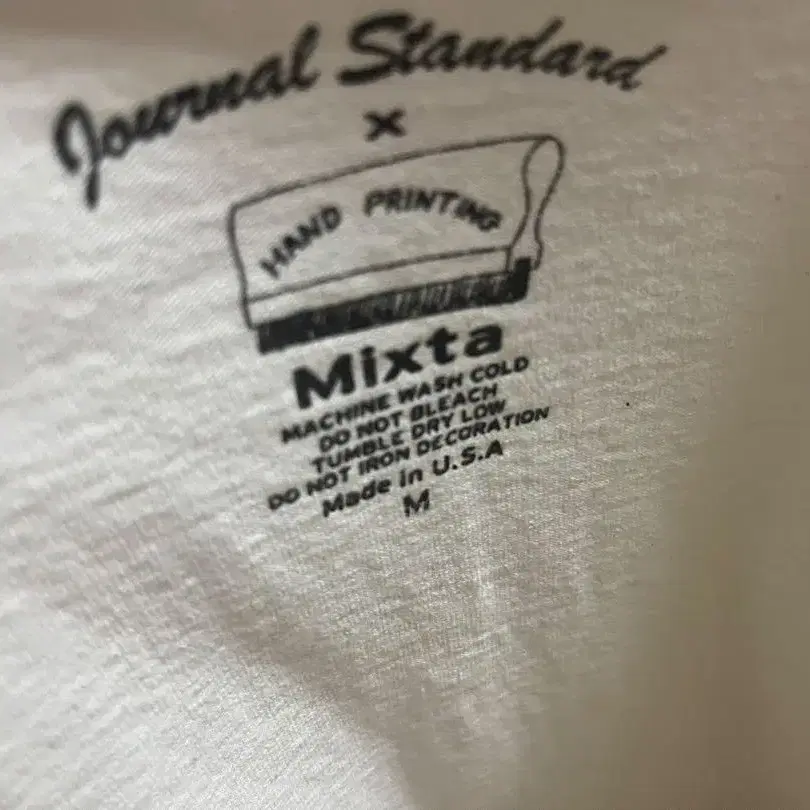 Journal Standard
x
HAND PRINTING
Mixta
MACHINE WASH COLD
DO NOT BLEACH
TUMBLE DRY LOW
DO NOT IRON DECORATION
Made in U.S.A
M